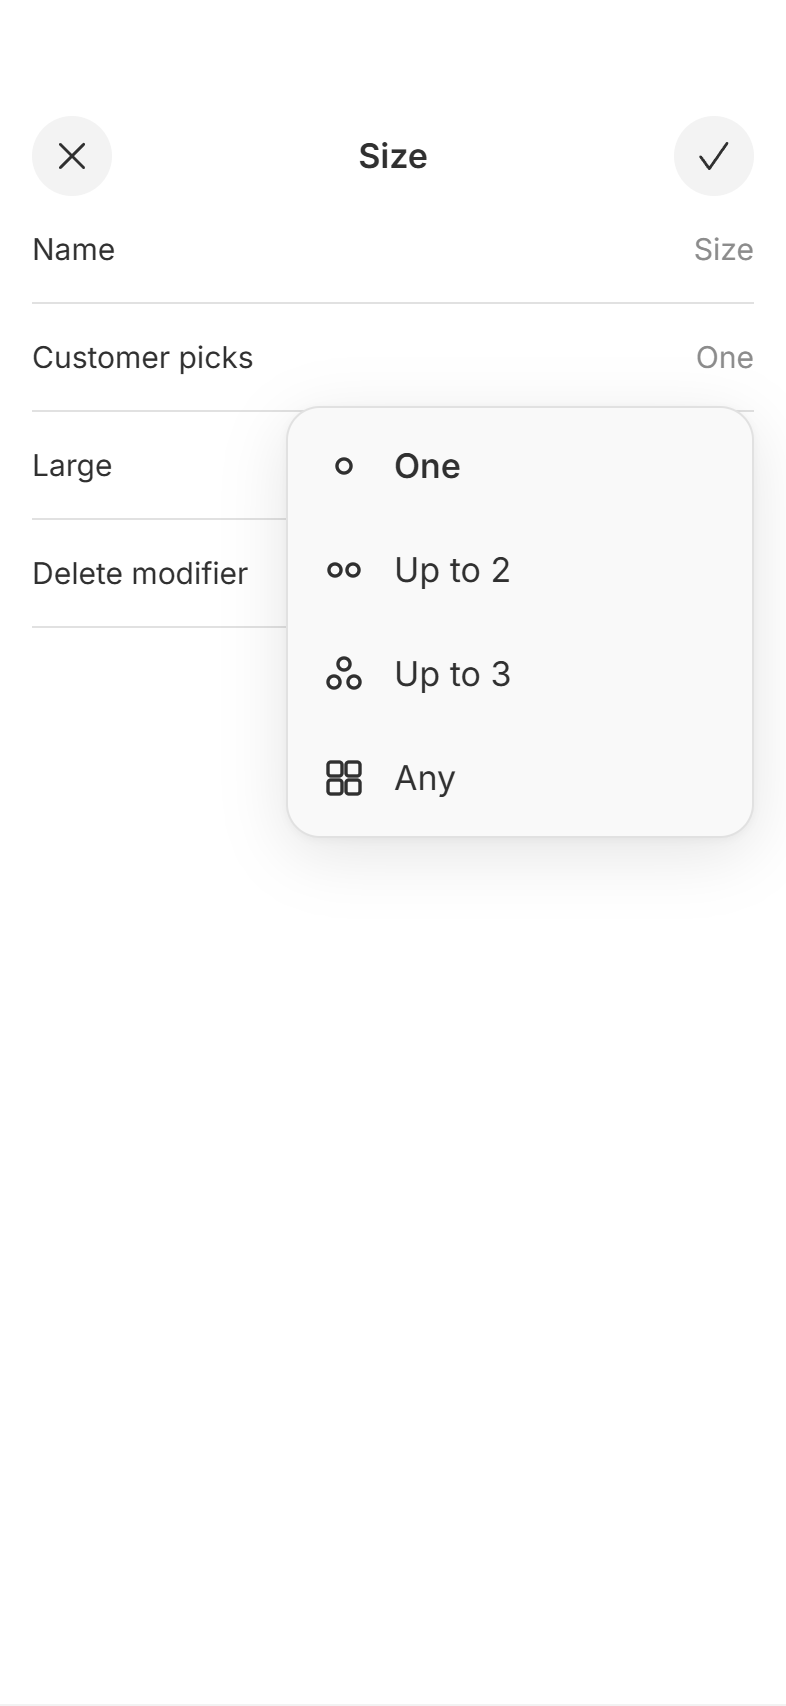 Size
Name
Size
Customer picks
One
Large
Delete modifier
One
Up to 2
Up to 3
Any